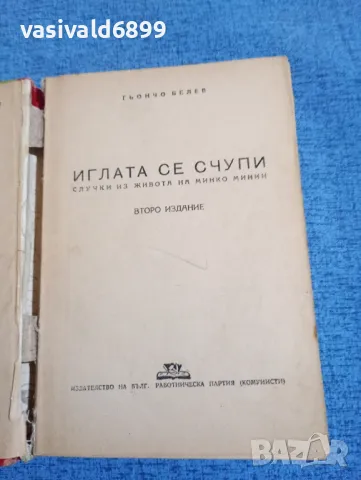 vasivald6899
ГЬОНЧО БЕЛЕВ
ИГЛАТА СЕ СЧУПИ
СЛУЧКИ ИЗ ЖИВОТА НА МИНКО МИНИН
ВТОРО ИЗДАНИЕ
ИЗДАТЕЛСТВО НА БЪЛГ. РАБОТНИЧЕСКА ПАРТИЯ (КОМУНИСТИ)
BAZAR